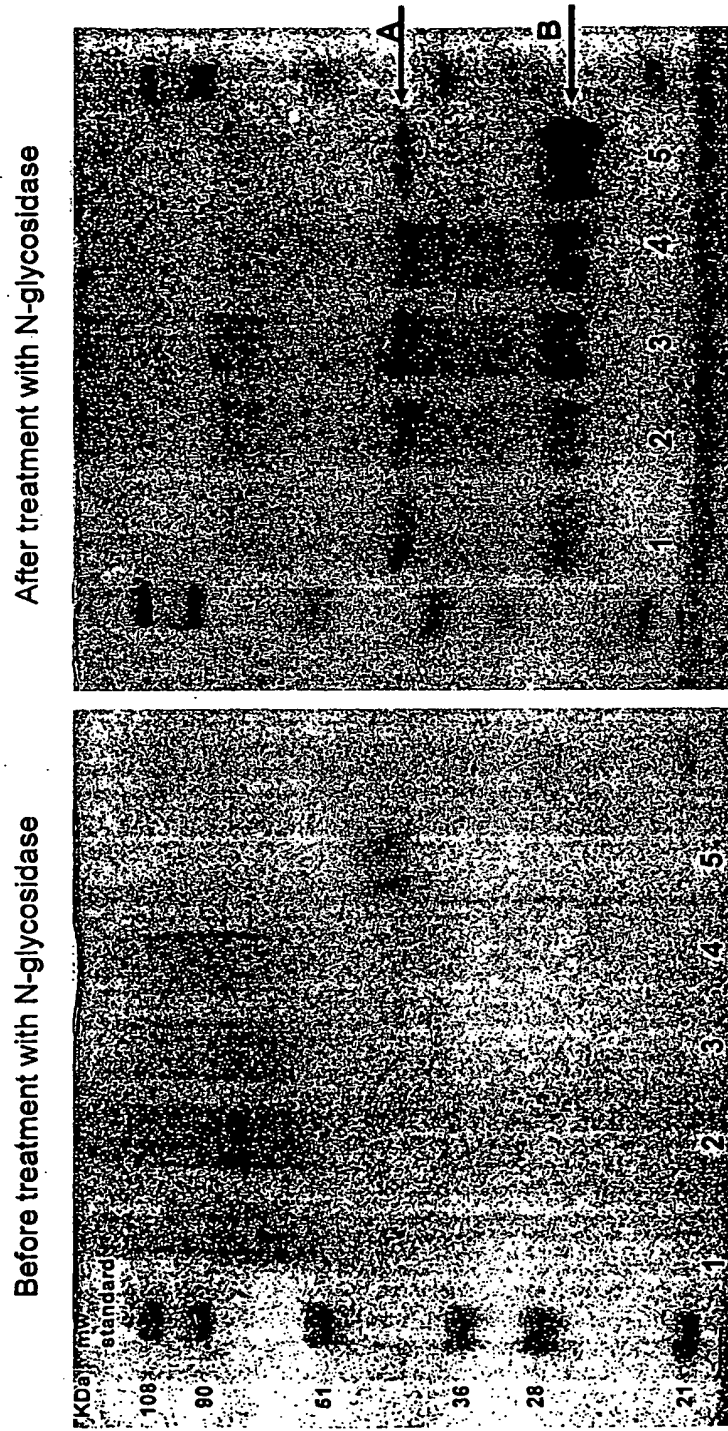 Before treatment with N-glycosidase
After treatment with N-glycosidase
(KDa) mw
standard
108
90
51
36
28
21
1 2 3 4 5
1 2 3 4 5
A
B